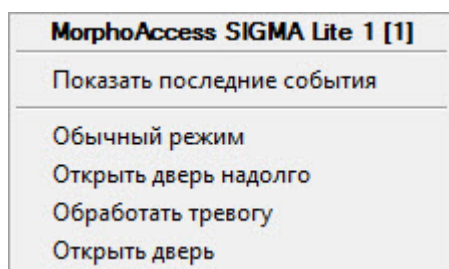 MorphoAccess SIGMA Lite 1 [1]
Показать последние события
Обычный режим
Открыть дверь надолго
Обработать тревогу
Открыть дверь